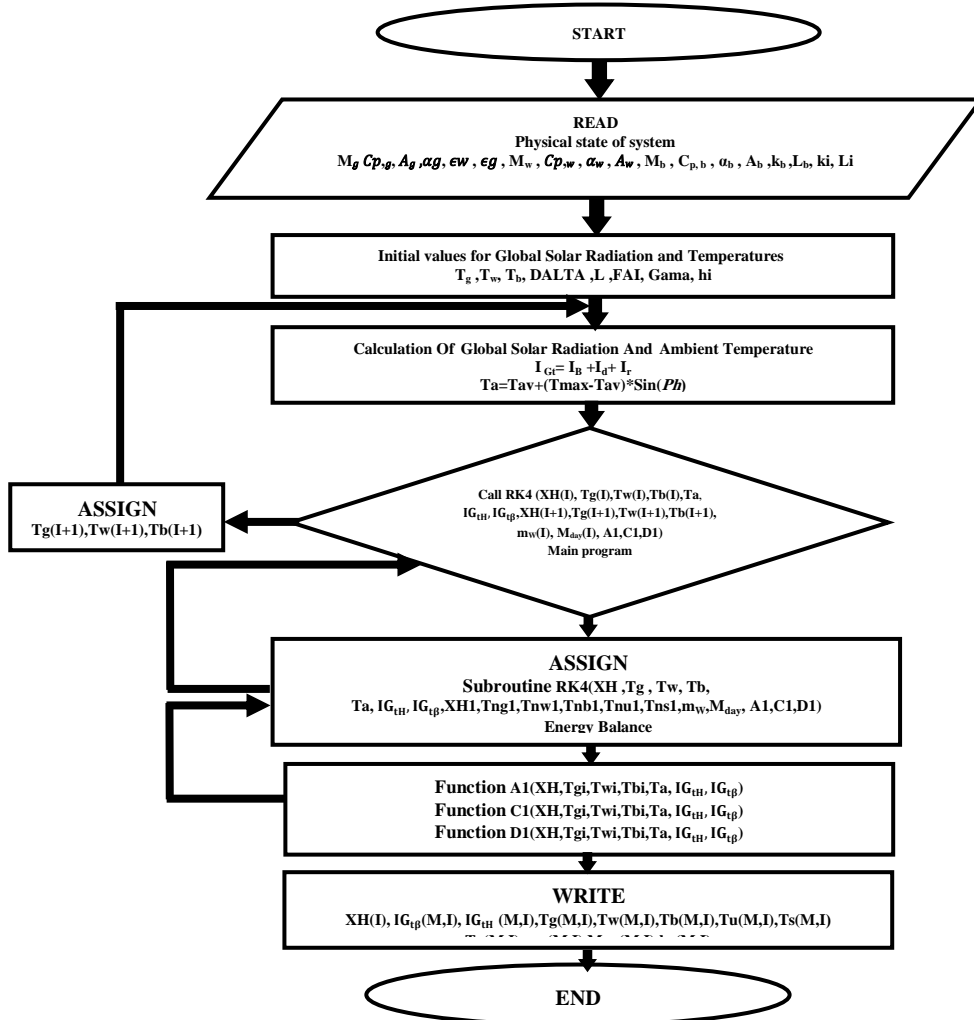 START
READ
Physical state of system
M𝒈 Cp,𝒈, A𝒈 ,αg, ϵw , ϵg , Mw , Cp,w , αw , Aw , Mb , Cp, b , αb , Ab ,kb,Lb, ki, Li
Initial values for Global Solar Radiation and Temperatures
Tg ,Tw, Tb, DALTA ,L ,FAI, Gama, hi
Calculation Of Global Solar Radiation And Ambient Temperature
I Gt= IB +Id+ Ir
Ta=Tav+(Tmax-Tav)*Sin(Ph)
Call RK4 (XH(I), Tg(I),Tw(I),Tb(I),Ta,
IGtH, IGtβ,XH(I+1),Tg(I+1),Tw(I+1),Tb(I+1),
mW(I), Mday(I), A1,C1,D1)
Main program
ASSIGN
Tg(I+1),Tw(I+1),Tb(I+1)
ASSIGN
Subroutine RK4(XH ,Tg , Tw, Tb,
Ta, IGtH, IGtβ,XH1,Tng1,Tnw1,Tnb1,Tnu1,Tns1,mW,Mday, A1,C1,D1)
Energy Balance
Function A1(XH,Tgi,Twi,Tbi,Ta, IGtH, IGtβ)
Function C1(XH,Tgi,Twi,Tbi,Ta, IGtH, IGtβ)
Function D1(XH,Tgi,Twi,Tbi,Ta, IGtH, IGtβ)
WRITE
XH(I), IGtβ(M,I), IGtH (M,I),Tg(M,I),Tw(M,I),Tb(M,I),Tu(M,I),Ts(M,I)
END